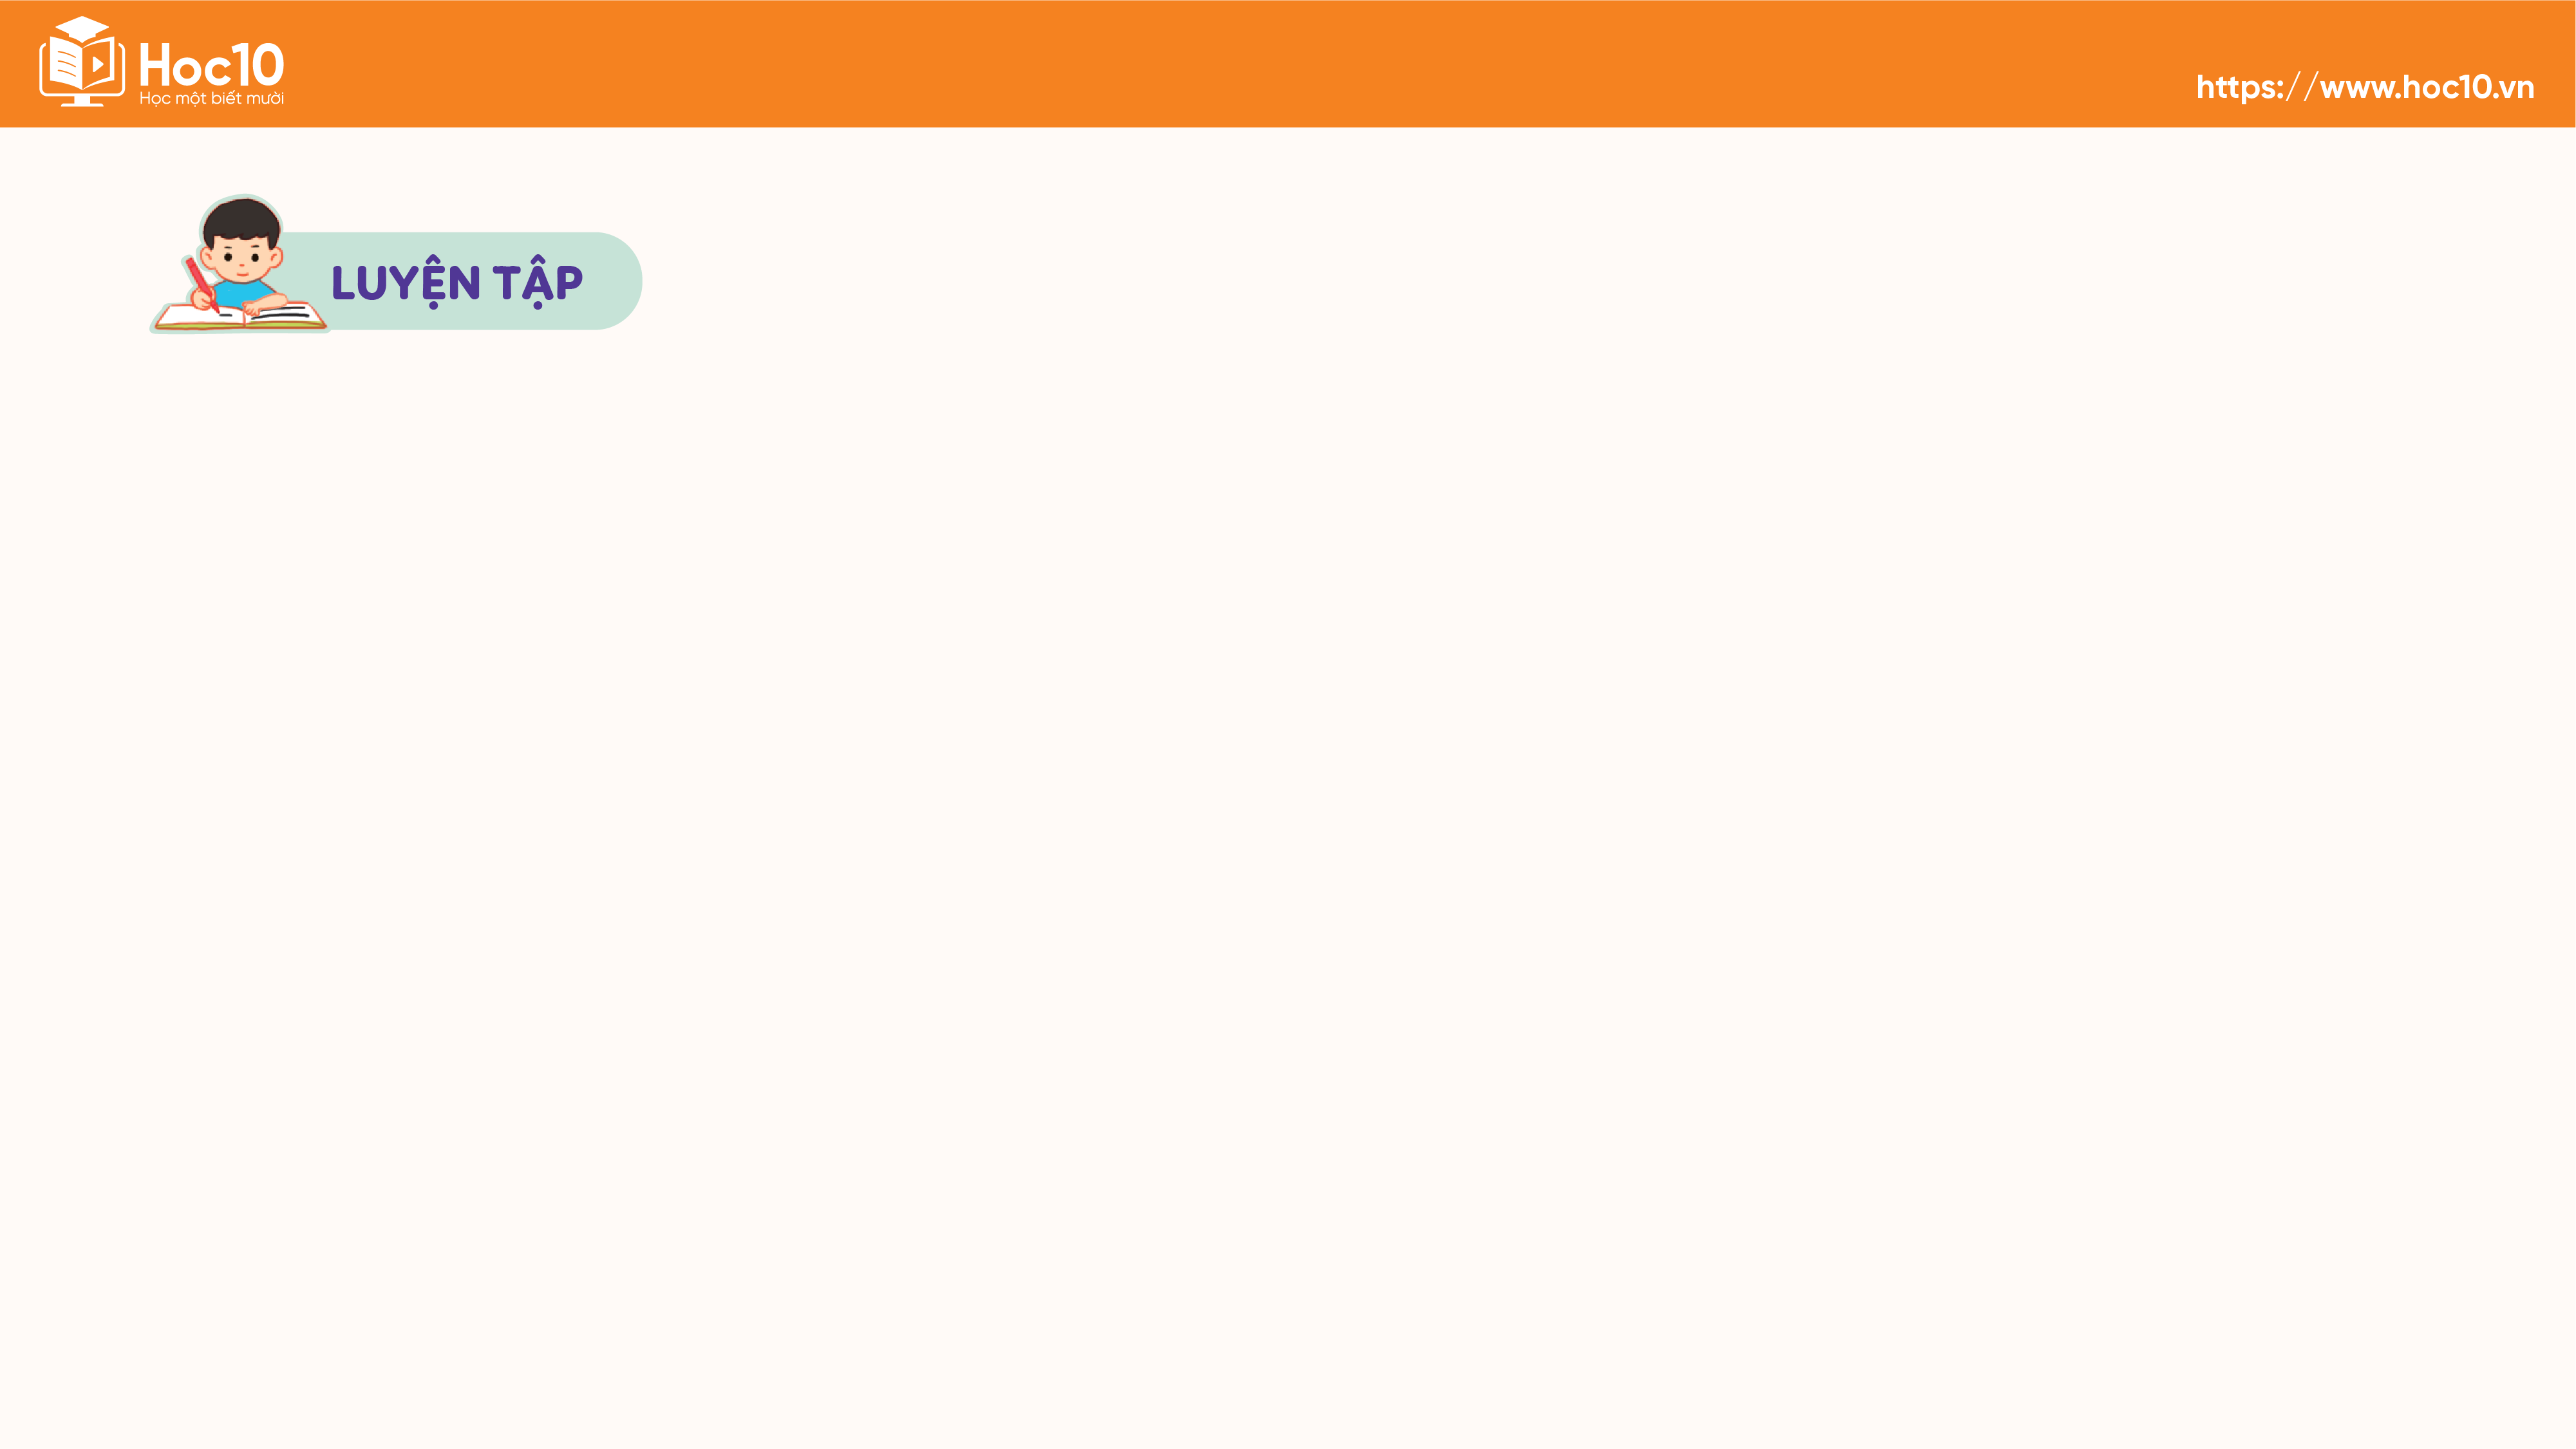 Hoc10
Học một biết mười
https://www.hoc10.vn
LUYỆN TẬP